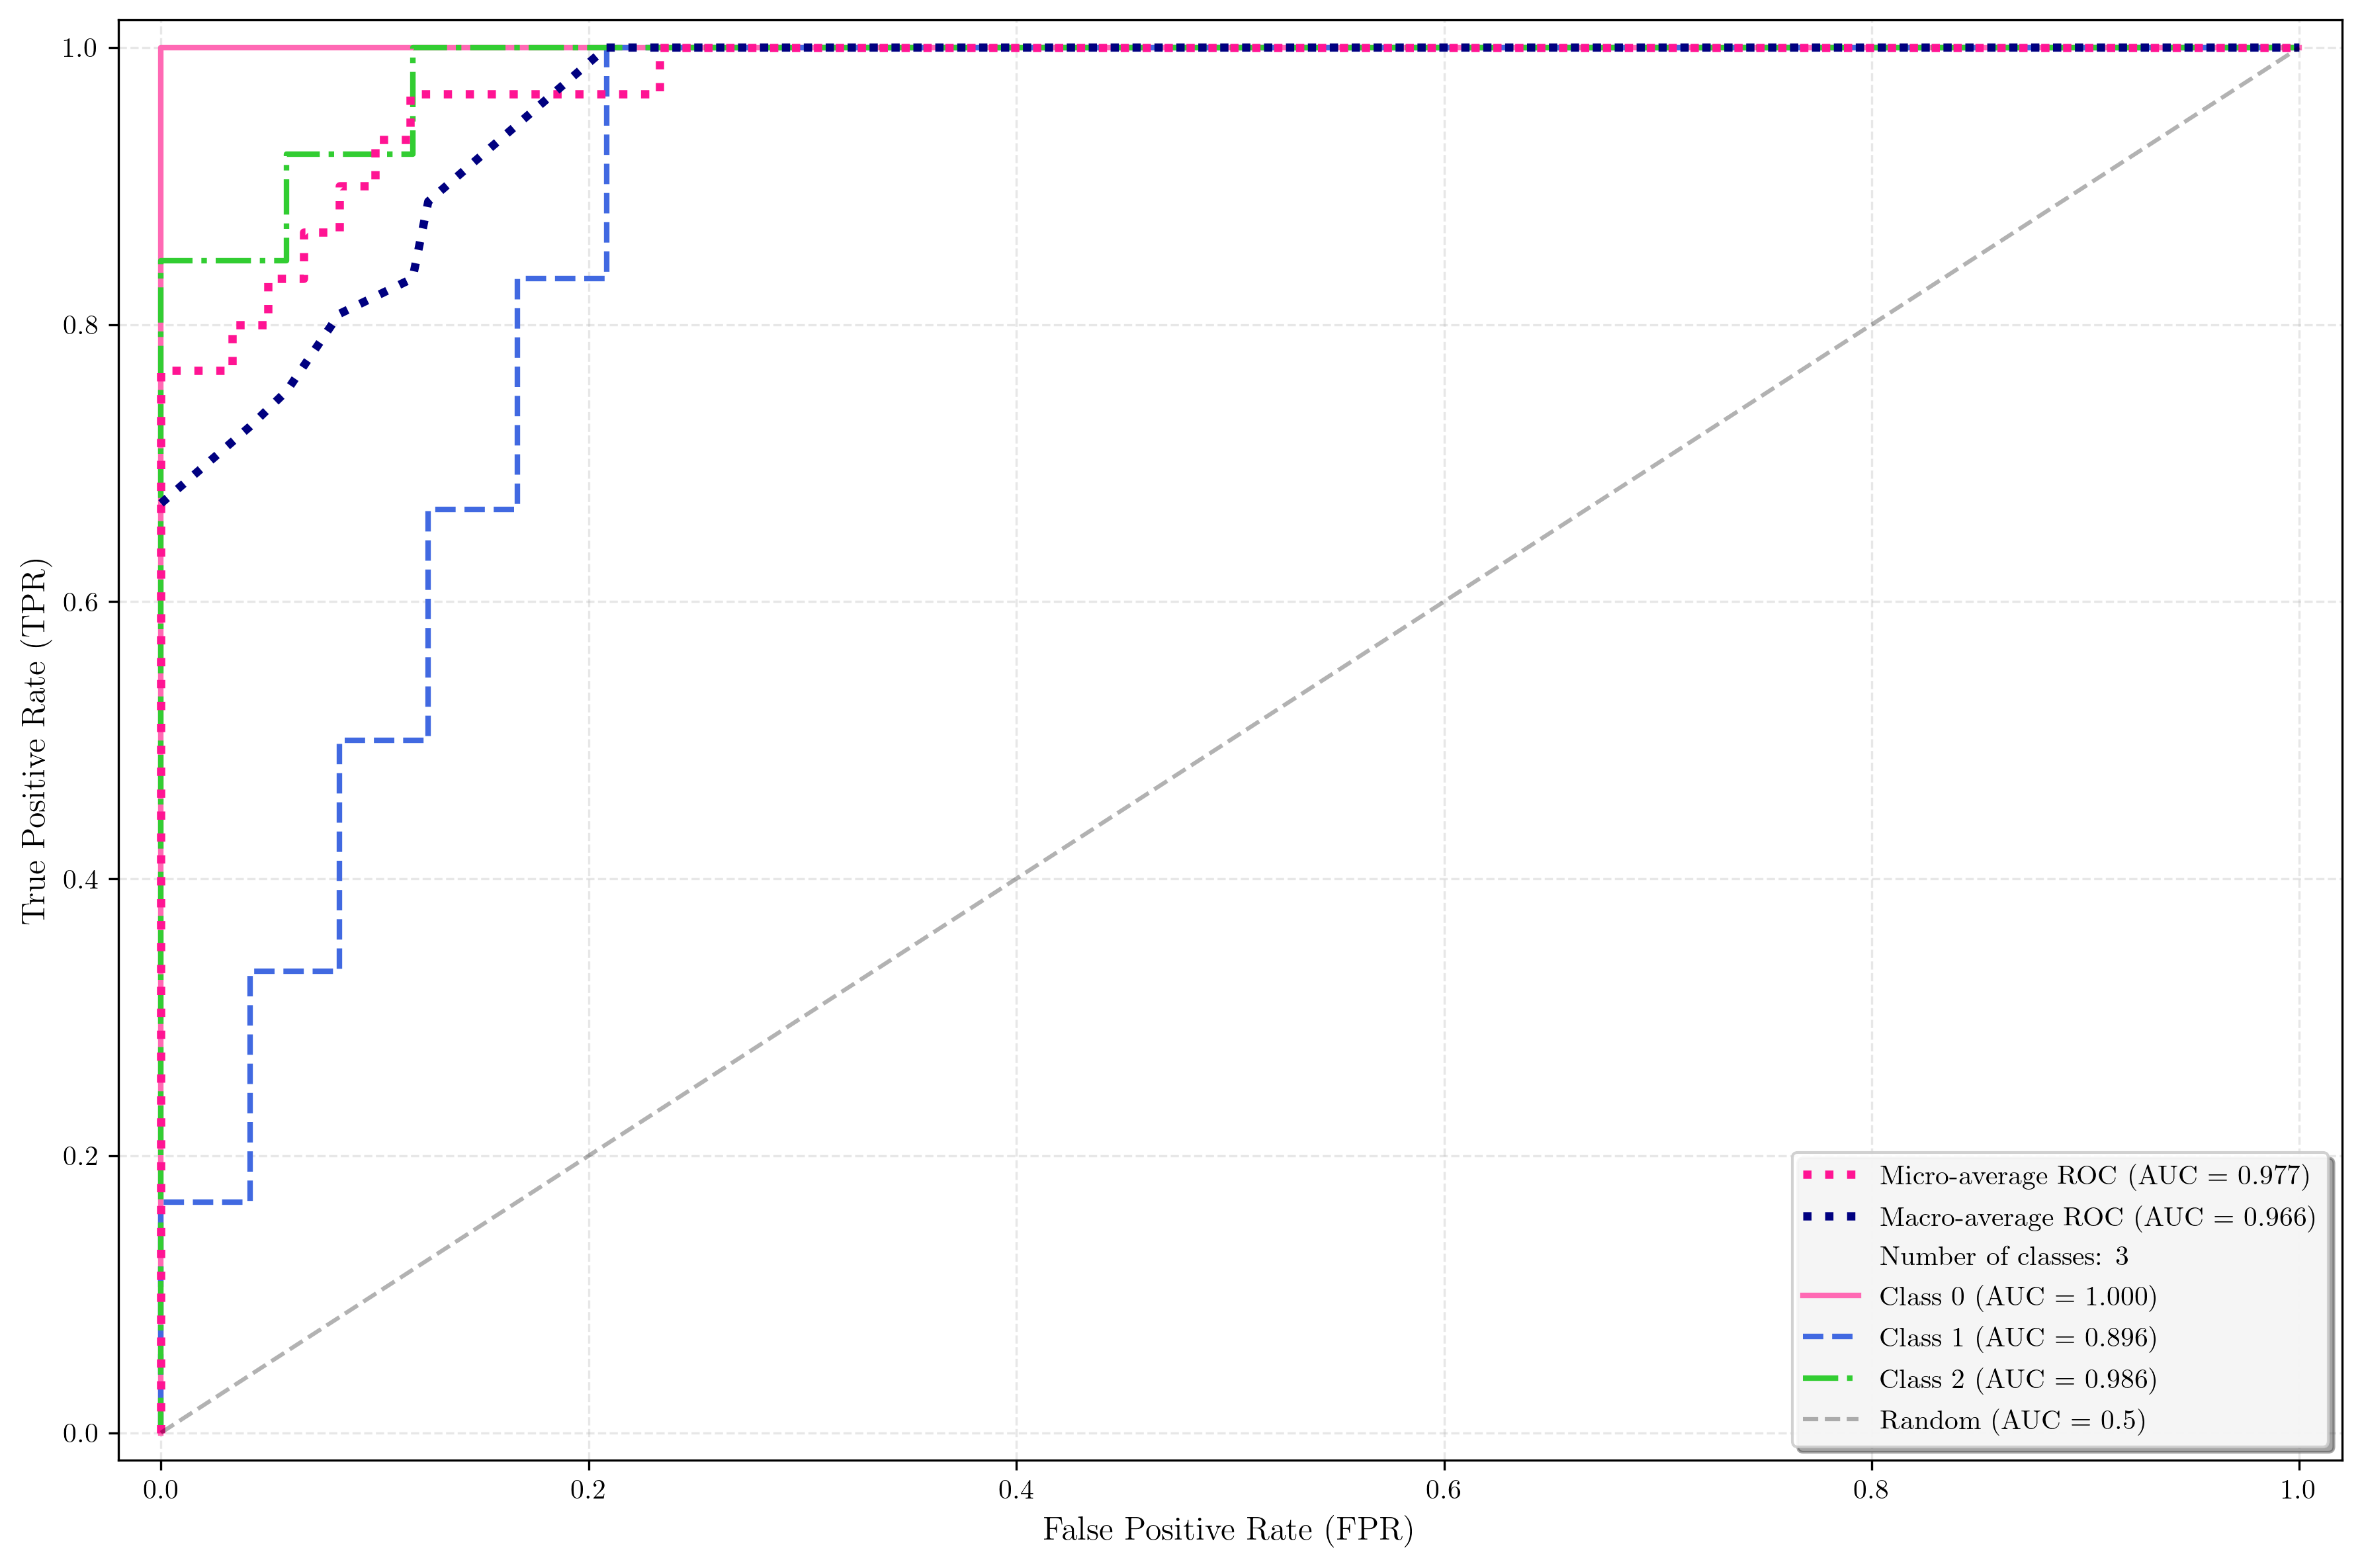 1.0
0.8
0.6
0.4
0.2
0.0
True Positive Rate (TPR)
0.0 0.2 0.4 0.6 0.8 1.0
False Positive Rate (FPR)
Micro-average ROC (AUC = 0.977)
Macro-average ROC (AUC = 0.966)
Number of classes: 3
Class 0 (AUC = 1.000)
Class 1 (AUC = 0.896)
Class 2 (AUC = 0.986)
Random (AUC = 0.5)